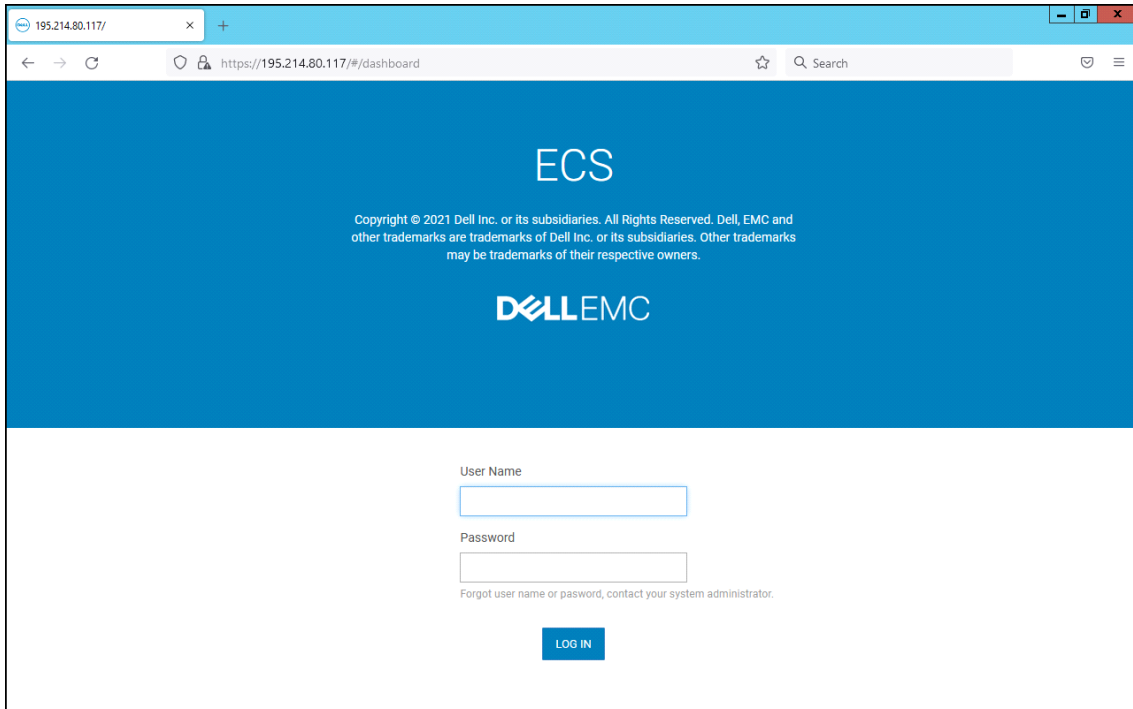 195.214.80.117/
https://195.214.80.117/#/dashboard
Search
ECS
Copyright © 2021 Dell Inc. or its subsidiaries. All Rights Reserved. Dell, EMC and
other trademarks are trademarks of Dell Inc. or its subsidiaries. Other trademarks
may be trademarks of their respective owners.
DELLEMC
User Name
Password
Forgot user name or pasword, contact your system administrator.
LOG IN